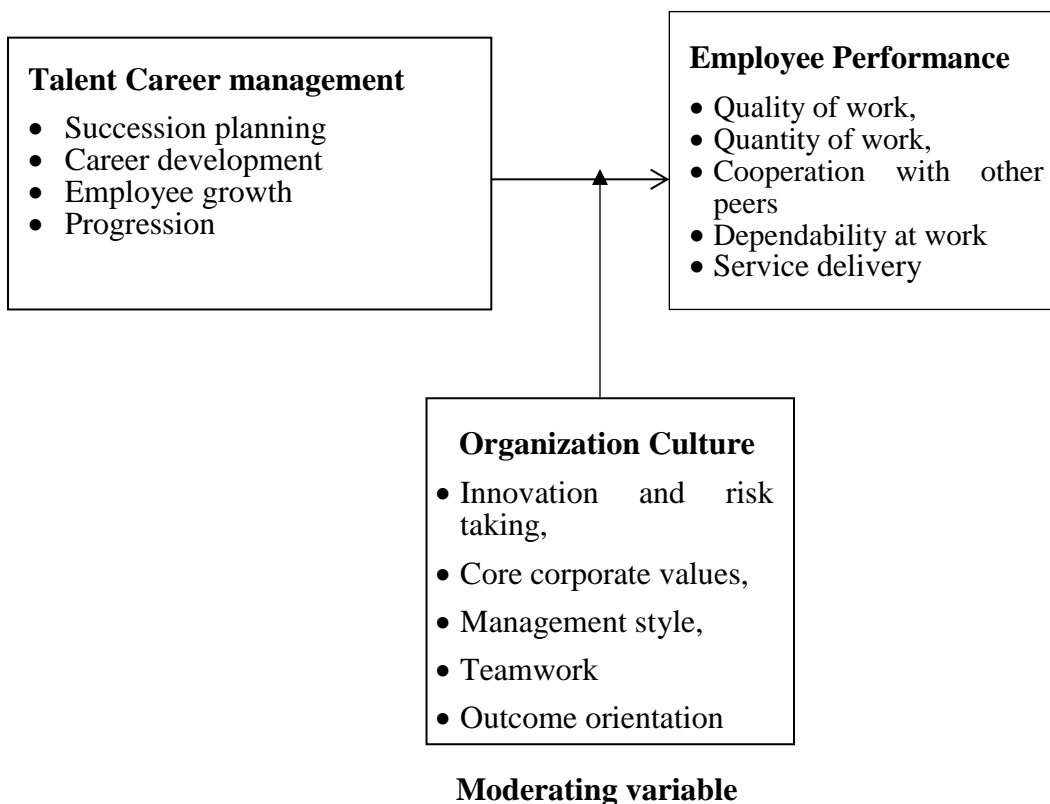 Talent Career management
• Succession planning
• Career development
• Employee growth
• Progression
Employee Performance
• Quality of work,
• Quantity of work,
• Cooperation with other
peers
• Dependability at work
• Service delivery
Organization Culture
• Innovation and risk
taking,
• Core corporate values,
• Management style,
• Teamwork
• Outcome orientation
Moderating variable